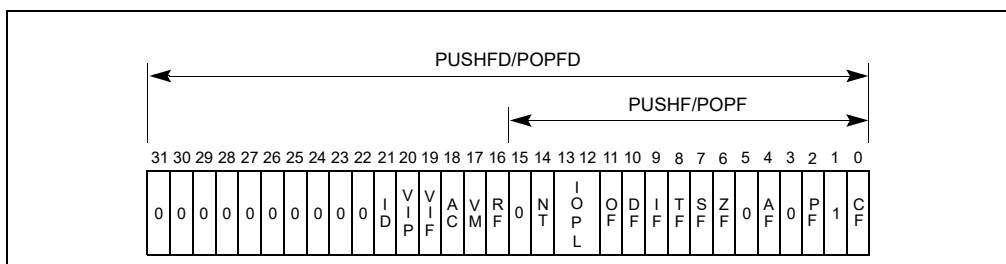 PUSHFD/POPFD
PUSHF/POPF
31 30 29 28 27 26 25 24 23 22 21 20 19 18 17 16 15 14 13 12 11 10 9 8 7 6 5 4 3 2 1 0
0 0 0 0 0 0 0 0 0 0 ID VIP VIF AC VM RF 0 NT IOPL OF DF IF TF SF ZF 0 AF 0 PF 1 CF